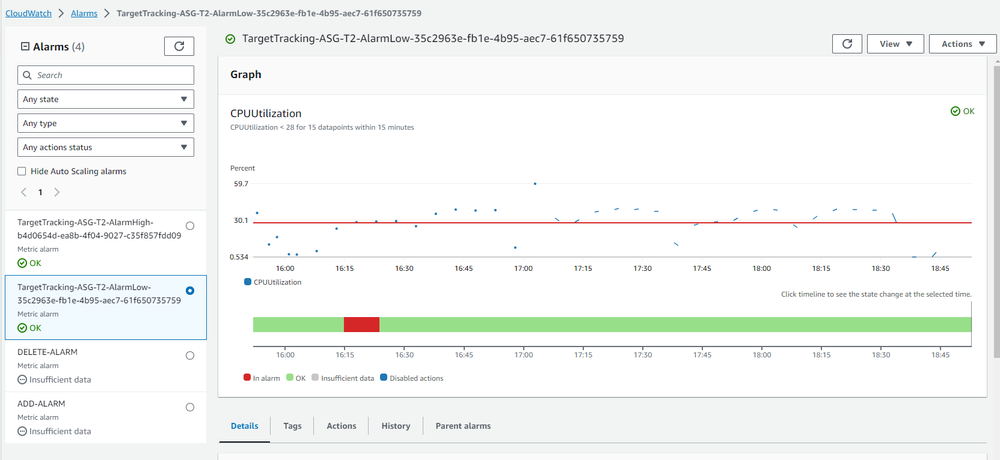 CloudWatch > Alarms > TargetTracking-ASG-T2-AlarmLow-35c2963e-fb1e-4b95-aec7-61f650735759
Alarms (4)
Search
Any state
Any type
Any actions status
Hide Auto Scaling alarms
1
TargetTracking-ASG-T2-AlarmHigh-
b4d0654d-ea8b-4f04-9027-c35f857fdd09
Metric alarm
OK
TargetTracking-ASG-T2-AlarmLow-
35c2963e-fb1e-4b95-aec7-61f650735759
Metric alarm
OK
DELETE-ALARM
Metric alarm
Insufficient data
ADD-ALARM
Metric alarm
Insufficient data
TargetTracking-ASG-T2-AlarmLow-35c2963e-fb1e-4b95-aec7-61f650735759
View Actions
Graph
CPUUtilization
OK
CPUUtilization < 28 for 15 datapoints within 15 minutes
Percent
59.7
30.1
0.534
16:00 16:15 16:30 16:45 17:00 17:15 17:30 17:45 18:00 18:15 18:30 18:45
CPUUtilization
Click timeline to see the state change at the selected time.
16:00 16:15 16:30 16:45 17:00 17:15 17:30 17:45 18:00 18:15 18:30 18:45
In alarm OK Insufficient data Disabled actions
Details Tags Actions History Parent alarms